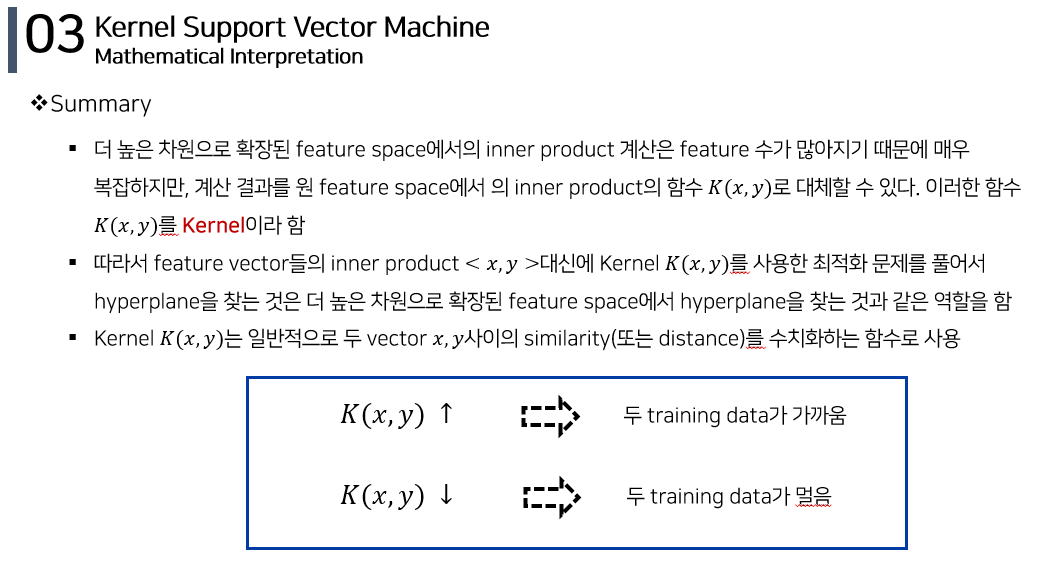 03 Kernel Support Vector Machine
Mathematical Interpretation
❖Summary
▪ 더 높은 차원으로 확장된 feature space에서의 inner product 계산은 feature 수가 많아지기 때문에 매우
복잡하지만, 계산 결과를 원 feature space에서 의 inner product의 함수 K(x, y)로 대체할 수 있다. 이러한 함수
K(x, y)를 Kernel이라 함
▪ 따라서 feature vector들의 inner product < x, y >대신에 Kernel K(x, y)를 사용한 최적화 문제를 풀어서
hyperplane을 찾는 것은 더 높은 차원으로 확장된 feature space에서 hyperplane을 찾는 것과 같은 역할을 함
▪ Kernel K(x, y)는 일반적으로 두 vector x, y사이의 similarity(또는 distance)를 수치화하는 함수로 사용
K(x, y) ↑ 두 training data가 가까움
K(x, y) ↓ 두 training data가 멀음